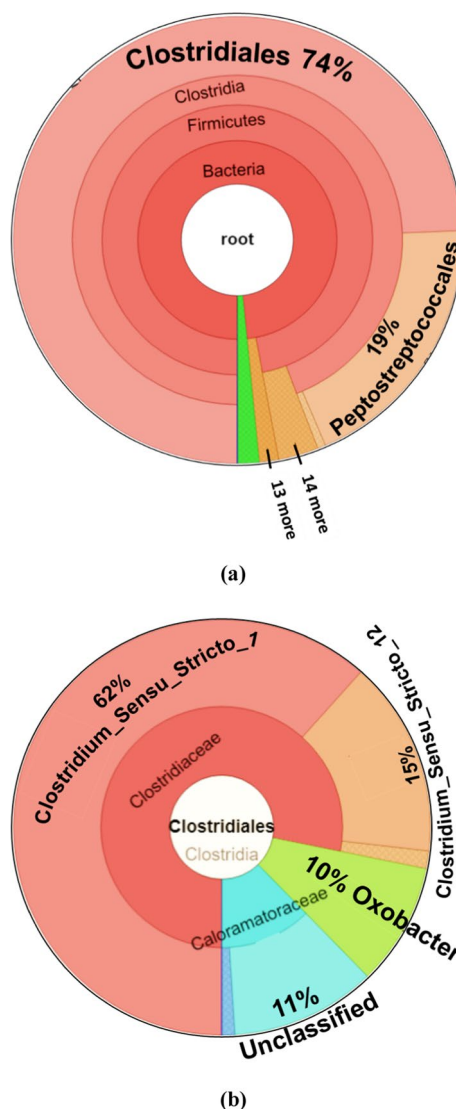 Clostridiales 74%
Clostridia
Firmicutes
Bacteria
root
19%
Peptostreptococcales
13 more
14 more
(a)
62%
Clostridium_Sensu_Stricto_1
Clostridium_Sensu_Stricto_12
15%
Clostridiaceae
Clostridiales
Clostridia
10% Oxobacter
Caloramatoraceae
11%
Unclassified
(b)